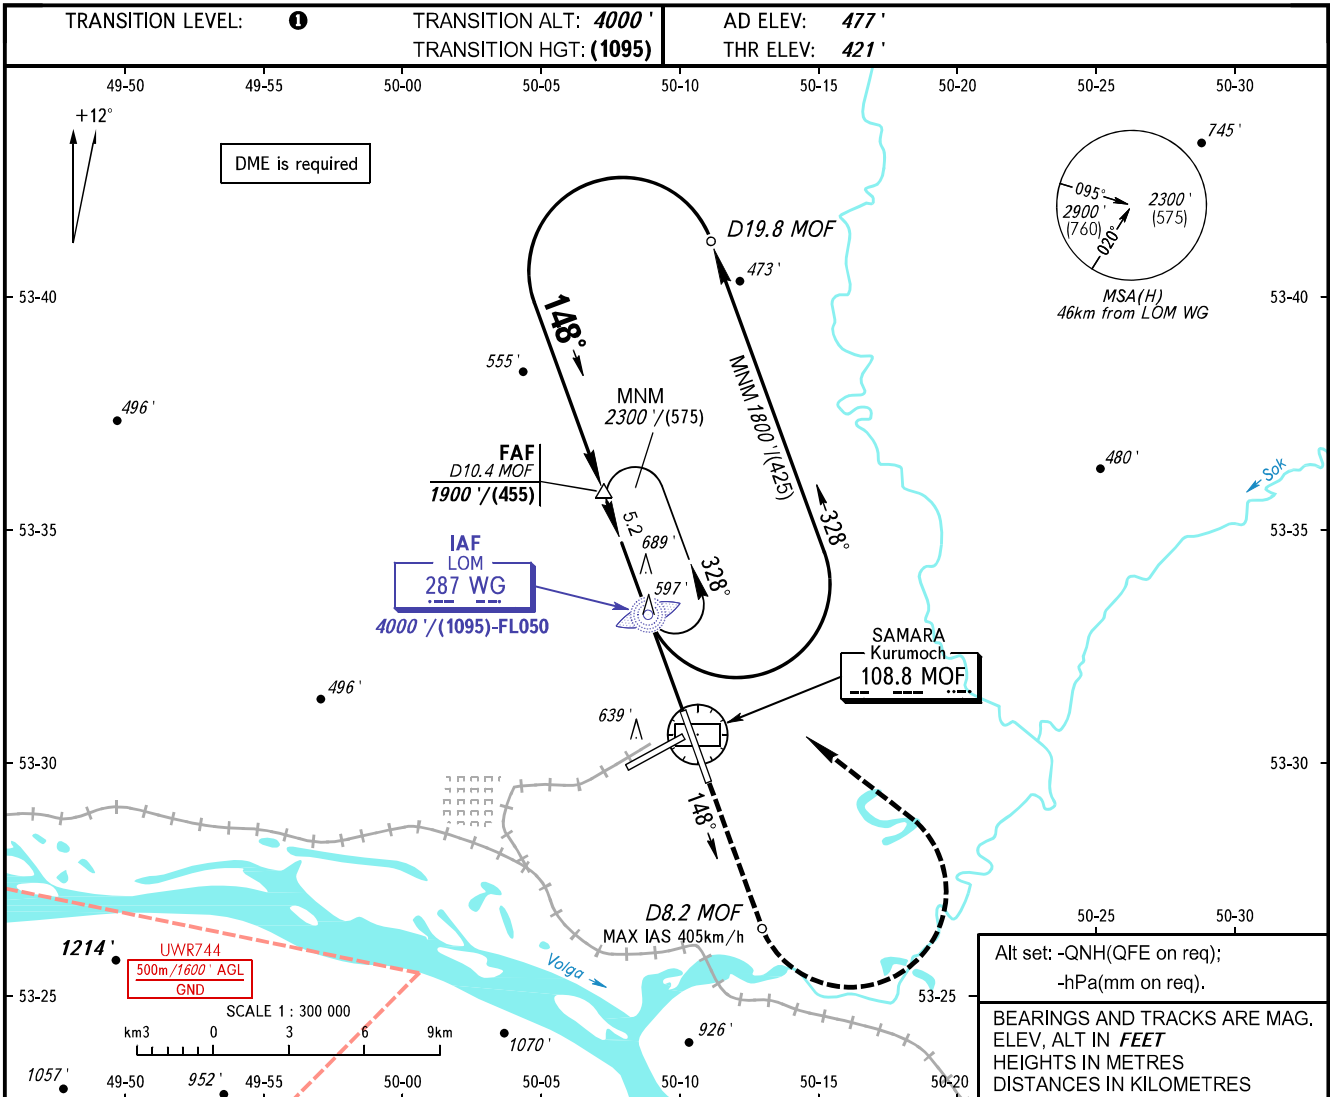 TRANSITION LEVEL: 1 TRANSITION ALT: 4000 ' AD ELEV: 477 '
TRANSITION HGT: (1095) THR ELEV: 421 '
49-50 49-55 50-00 50-05 50-10 50-15 50-20 50-25 50-30
+12°
DME is required
745 '
095°
2900 '
(760)
020°
2300 '
(575)
MSA(H)
46km from LOM WG
D19.8 MOF
473 '
53-40 53-40
148°
555 '
MNM
2300 '/(575)
MNM 1800 '/(425)
496 '
FAF
D10.4 MOF
1900 '/(455)
480 '
Sok
5.2
328°
53-35 53-35
689 '
328°
IAF
LOM
287 WG
597 '
4000 '/(1095)-FL050
SAMARA
Kurumoch
108.8 MOF
496 '
639 '
53-30 53-30
148°
D8.2 MOF
MAX IAS 405km/h
50-25 50-30
1214 '
UWR744
500m/1600 ' AGL
GND
Volga
Alt set: -QNH(QFE on req);
-hPa(mm on req).
53-25 53-25
SCALE 1 : 300 000
km3 0 3 6 9km
1070 '
926 '
BEARINGS AND TRACKS ARE MAG.
ELEV, ALT IN FEET
HEIGHTS IN METRES
DISTANCES IN KILOMETRES
1057 '
952 '
49-50 49-55 50-00 50-05 50-10 50-15 50-20